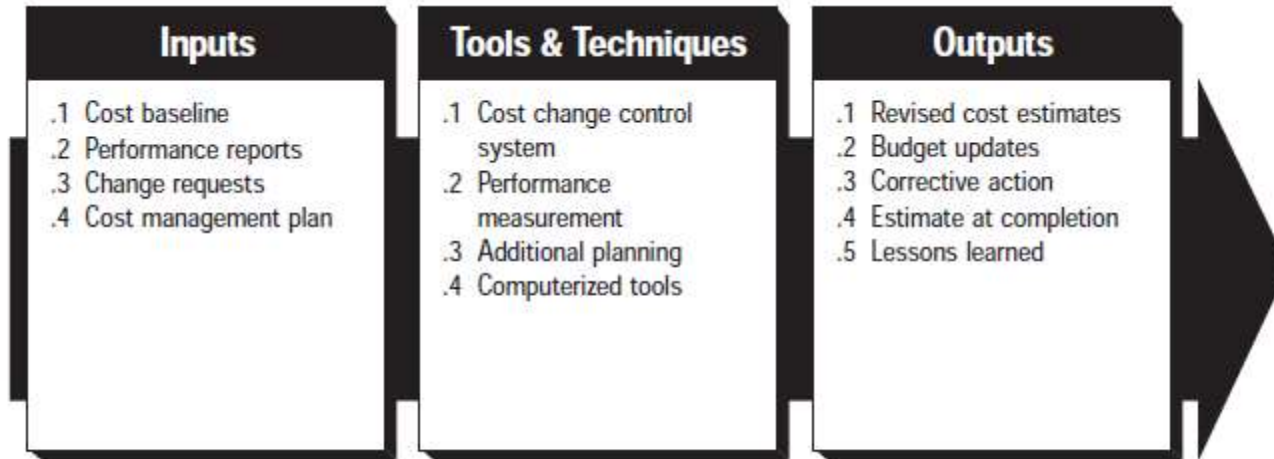 Inputs
.1 Cost baseline
.2 Performance reports
.3 Change requests
.4 Cost management plan
Tools & Techniques
.1 Cost change control
system
.2 Performance
measurement
.3 Additional planning
.4 Computerized tools
Outputs
.1 Revised cost estimates
.2 Budget updates
.3 Corrective action
.4 Estimate at completion
.5 Lessons learned